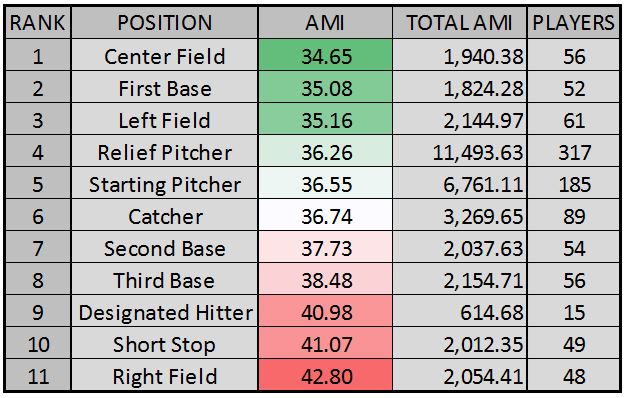 RANK POSITION AMI TOTAL AMI PLAYERS
1 Center Field 34.65 1,940.38 56
2 First Base 35.08 1,824.28 52
3 Left Field 35.16 2,144.97 61
4 Relief Pitcher 36.26 11,493.63 317
5 Starting Pitcher 36.55 6,761.11 185
6 Catcher 36.74 3,269.65 89
7 Second Base 37.73 2,037.63 54
8 Third Base 38.48 2,154.71 56
9 Designated Hitter 40.98 614.68 15
10 Short Stop 41.07 2,012.35 49
11 Right Field 42.80 2,054.41 48